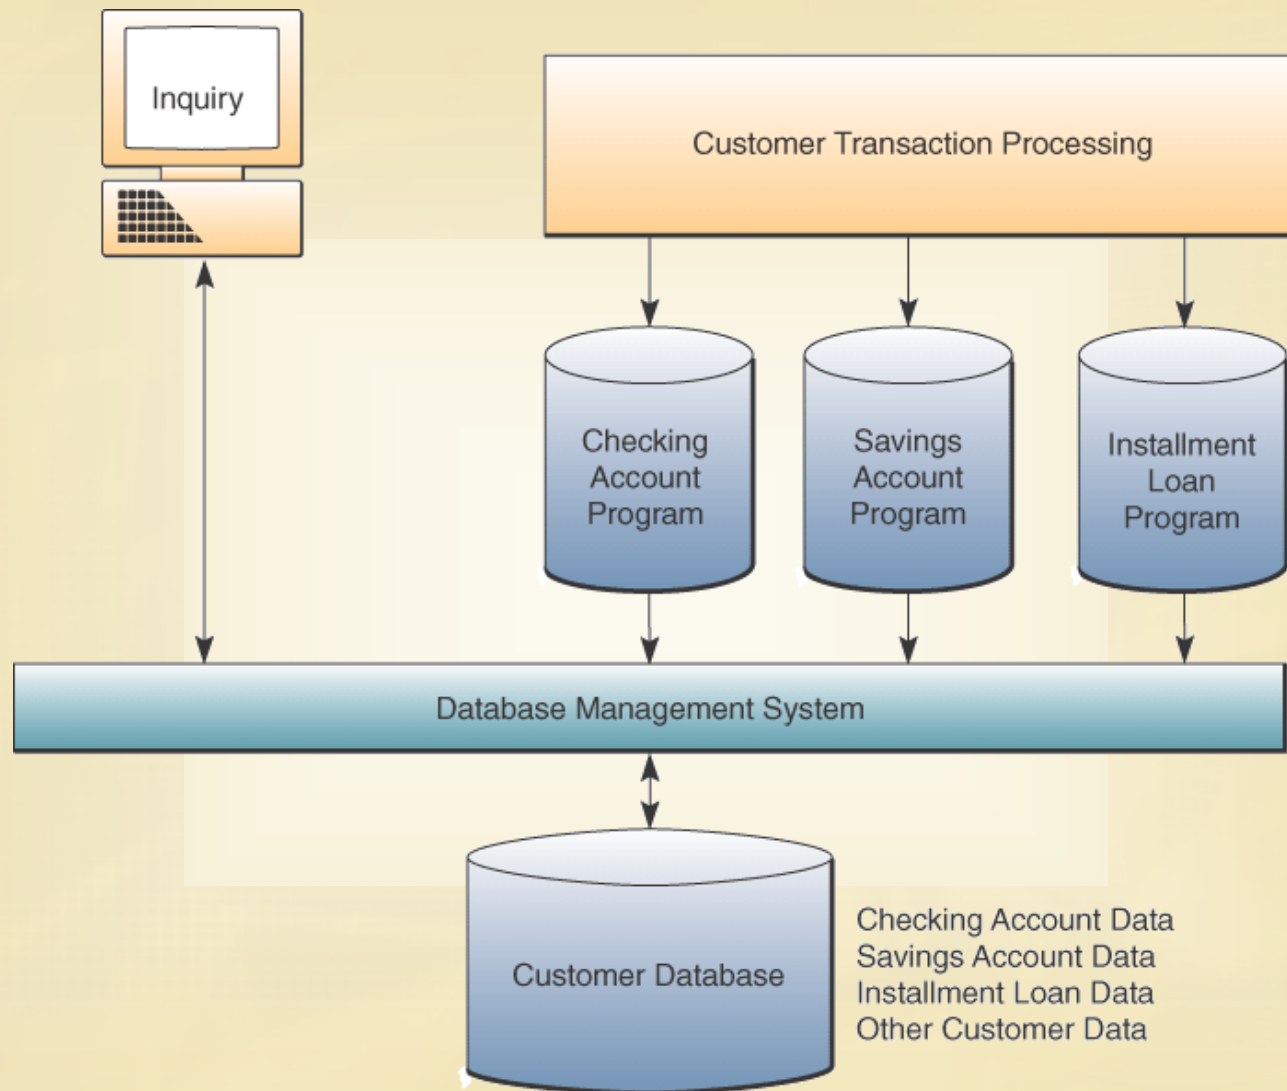 Inquiry
Customer Transaction Processing
Checking
Account
Program
Savings
Account
Program
Installment
Loan
Program
Database Management System
Customer Database
Checking Account Data
Savings Account Data
Installment Loan Data
Other Customer Data